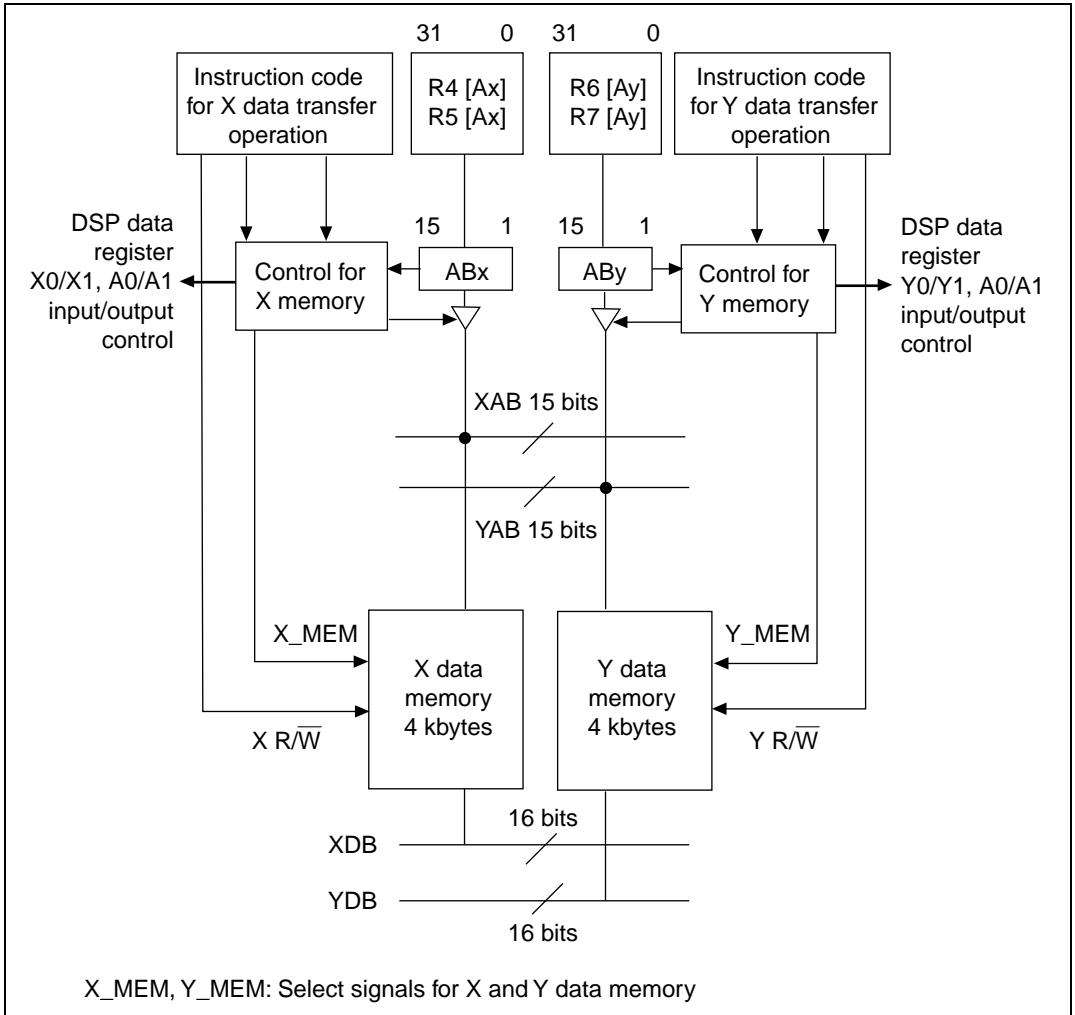 31 0
31 0
Instruction code
for X data transfer
operation
R4 [Ax]
R5 [Ax]
R6 [Ay]
R7 [Ay]
Instruction code
for Y data transfer
operation
DSP data
register
X0/X1, A0/A1
input/output
control
Control for
X memory
15 1
ABx
15 1
ABy
Control for
Y memory
DSP data
register
Y0/Y1, A0/A1
input/output
control
XAB 15 bits
YAB 15 bits
X_MEM
X R/W̅
X data
memory
4 kbytes
Y data
memory
4 kbytes
Y_MEM
Y R/W̅
16 bits
XDB
YDB
16 bits
X_MEM, Y_MEM: Select signals for X and Y data memory